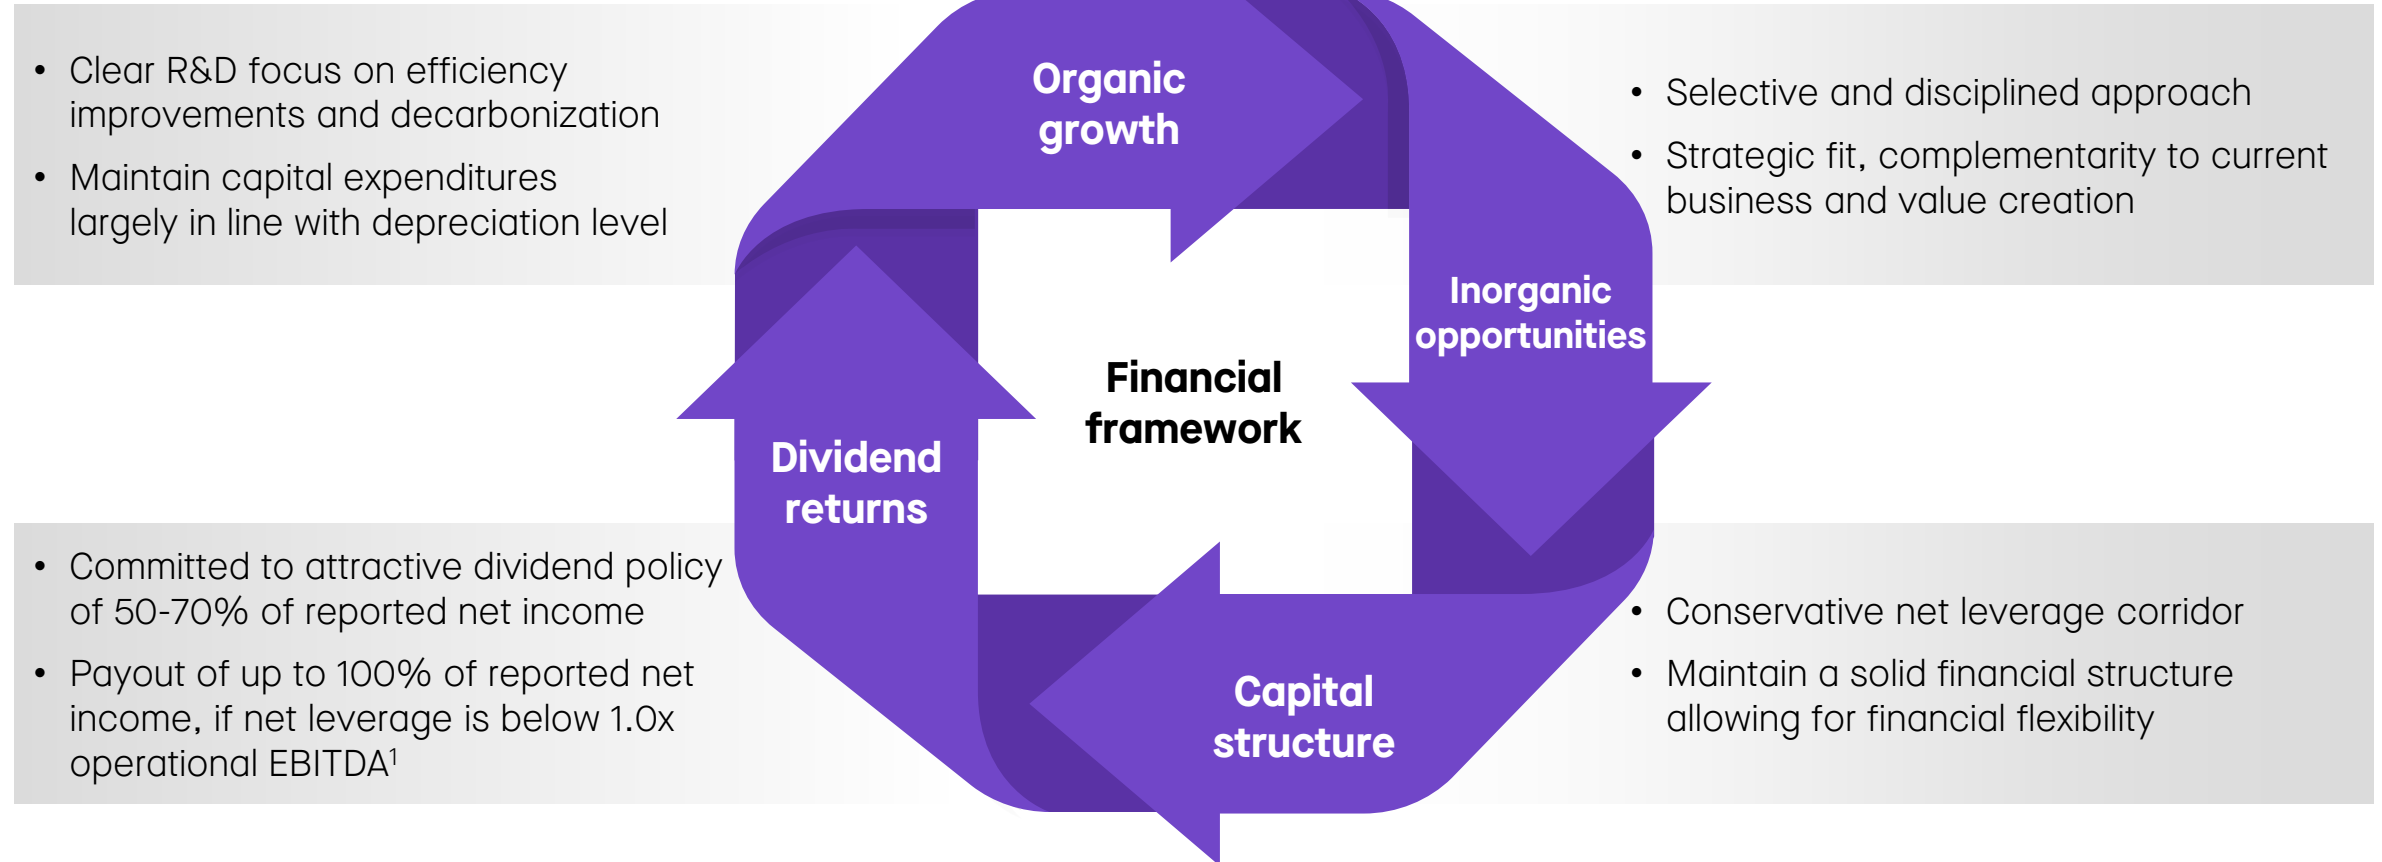 • Clear R&D focus on efficiency
improvements and decarbonization
• Maintain capital expenditures
largely in line with depreciation level
Organic
growth
• Selective and disciplined approach
• Strategic fit, complementarity to current
business and value creation
Inorganic
opportunities
Financial
framework
Dividend
returns
• Committed to attractive dividend policy
of 50-70% of reported net income
• Payout of up to 100% of reported net
income, if net leverage is below 1.0x
operational EBITDA¹
Capital
structure
• Conservative net leverage corridor
• Maintain a solid financial structure
allowing for financial flexibility